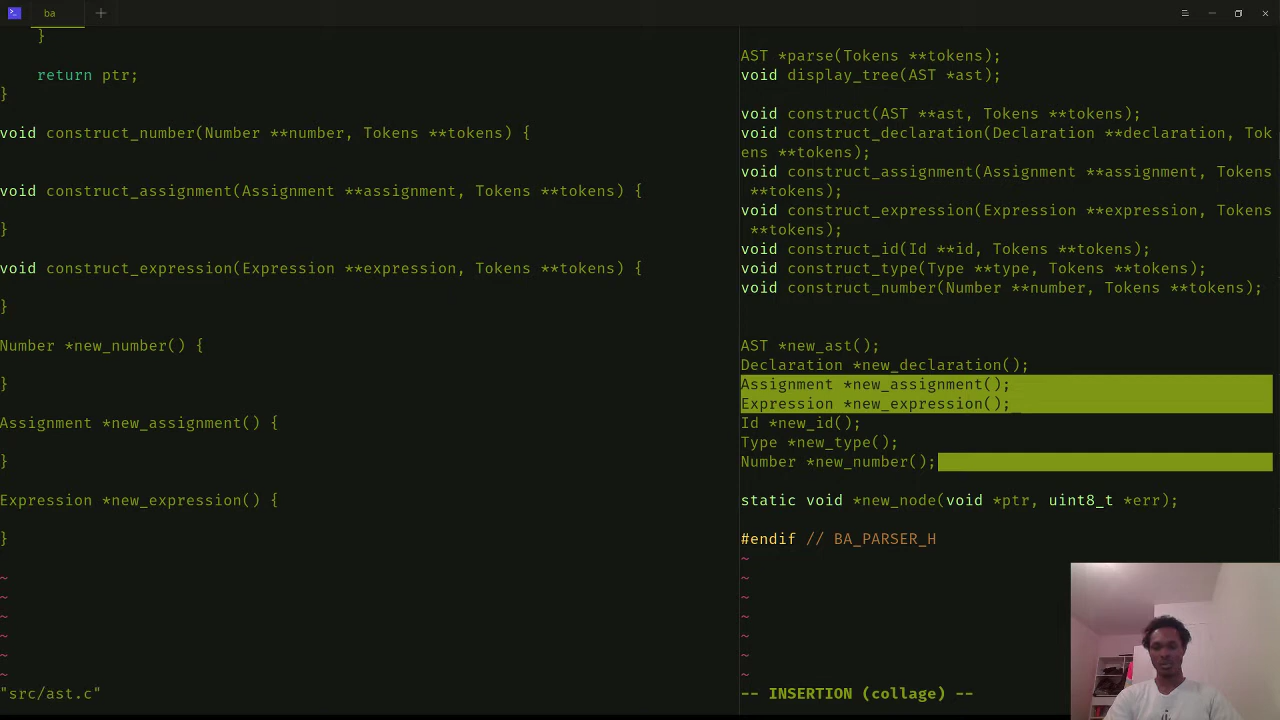 ba
}
return ptr;
}
void construct_number(Number **number, Tokens **tokens) {
void construct_assignment(Assignment **assignment, Tokens **tokens) {
}
void construct_expression(Expression **expression, Tokens **tokens) {
}
Number *new_number() {
}
Assignment *new_assignment() {
}
Expression *new_expression() {
}
~
~
~
~
~
~
"src/ast.c"
AST *parse(Tokens **tokens);
void display_tree(AST *ast);
void construct(AST **ast, Tokens **tokens);
void construct_declaration(Declaration **declaration, Tok
ens **tokens);
void construct_assignment(Assignment **assignment, Tokens
**tokens);
void construct_expression(Expression **expression, Tokens
**tokens);
void construct_id(Id **id, Tokens **tokens);
void construct_type(Type **type, Tokens **tokens);
void construct_number(Number **number, Tokens **tokens);
AST *new_ast();
Declaration *new_declaration();
Assignment *new_assignment();
Expression *new_expression();
Id *new_id();
Type *new_type();
Number *new_number();
static void *new_node(void *ptr, uint8_t *err);
#endif // BA_PARSER_H
~
~
~
~
~
~
~
-- INSERTION (collage) --